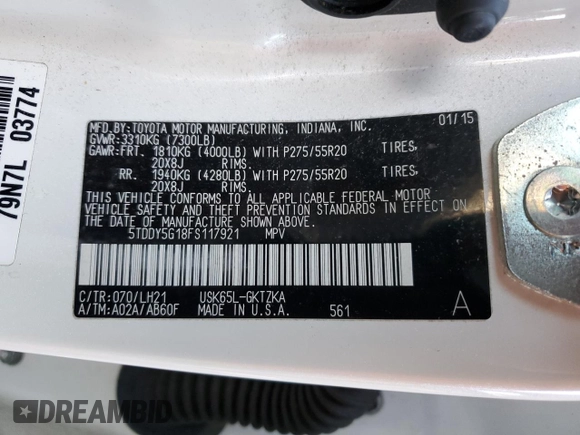 79N7L 03774
MFD.BY:TOYOTA MOTOR MANUFACTURING, INDIANA, INC. 01/15
GVWR:3310KG (7300LB)
GAWR:FRT. 1810KG (4000LB) WITH P275/55R20 TIRES,
20X8J RIMS.
RR. 1940KG (4280LB) WITH P275/55R20 TIRES,
20X8J RIMS.
THIS VEHICLE CONFORMS TO ALL APPLICABLE FEDERAL MOTOR
VEHICLE SAFETY AND THEFT PREVENTION STANDARDS IN EFFECT ON
THE DATE OF MANUFACTURE SHOWN ABOVE.
5TDDY5G18FS117921 MPV
C/TR:070/LH21 USK65L-GKTZKA
A/TM:A02A/AB60F MADE IN U.S.A. 561 A
DREAMBID